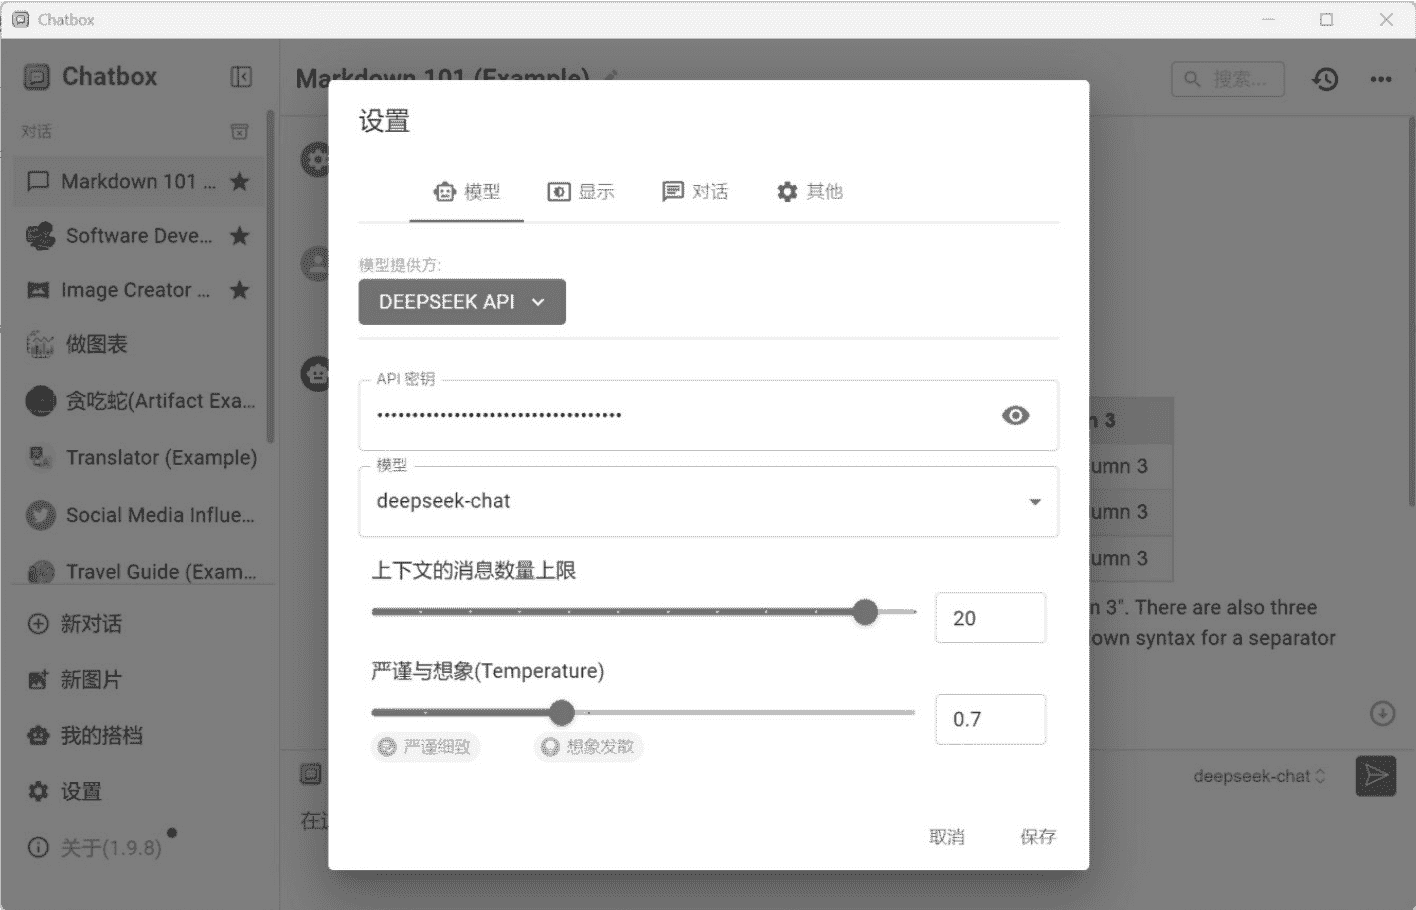 Chatbox
Chatbox
对话
Markdown 101 ...
Software Deve...
Image Creator ...
做图表
贪吃蛇(Artifact Exa...
Translator (Example)
Social Media Influe...
Travel Guide (Exam...
新对话
新图片
我的搭档
设置
关于(1.9.8)
Markdown 101 (Example)
搜索...
设置
模型
显示
对话
其他
模型提供方:
DEEPSEEK API
API 密钥
••••••••••••••••••••••••••••••••••••
模型
deepseek-chat
上下文的消息数量上限
20
严谨与想象(Temperature)
0.7
严谨细致
想象发散
取消
保存
n 3
umn 3
umn 3
umn 3
n 3". There are also three
own syntax for a separator
deepseek-chat
在